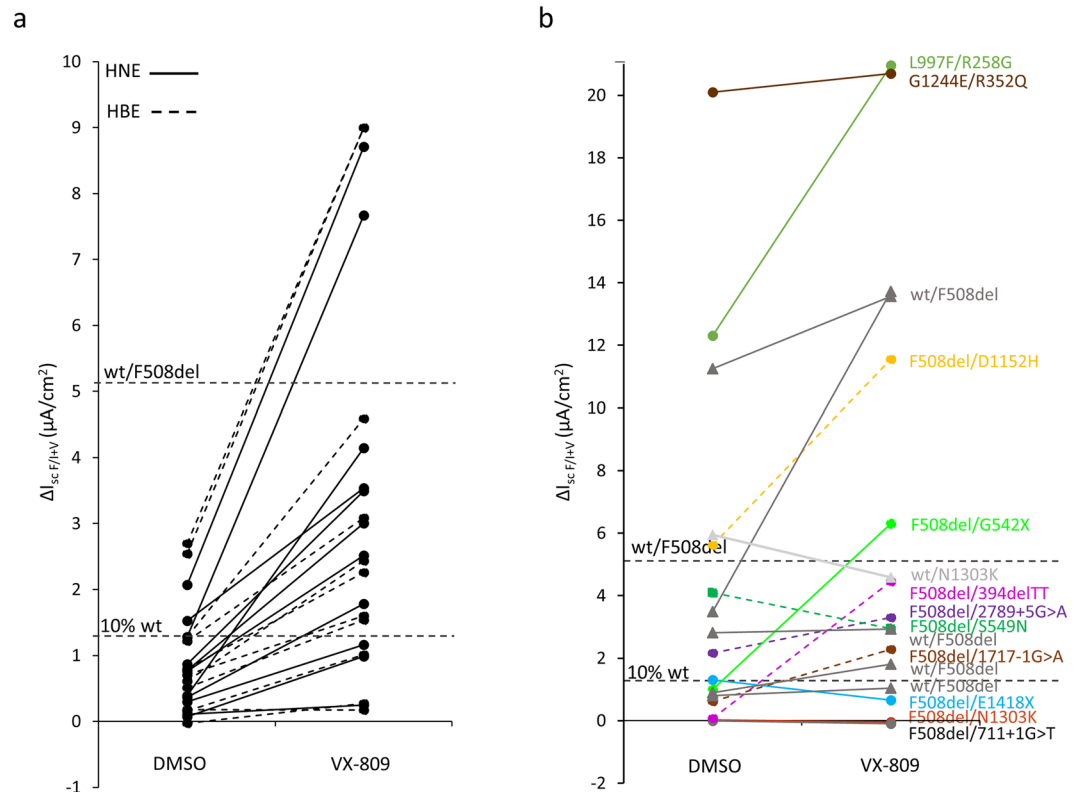 a
HNE
HBE
10
9
8
7
6
5
4
3
2
1
0
-1
ΔIsc F/I+V (µA/cm²)
wt/F508del
10% wt
DMSO
VX-809
b
20
18
16
14
12
10
8
6
4
2
0
-2
ΔIsc F/I+V (µA/cm²)
wt/F508del
10% wt
DMSO
VX-809
L997F/R258G
G1244E/R352Q
wt/F508del
F508del/D1152H
F508del/G542X
wt/N1303K
F508del/394delTT
F508del/2789+5G>A
F508del/S549N
wt/F508del
F508del/1717-1G>A
wt/F508del
wt/F508del
F508del/E1418X
F508del/N1303K
F508del/711+1G>T